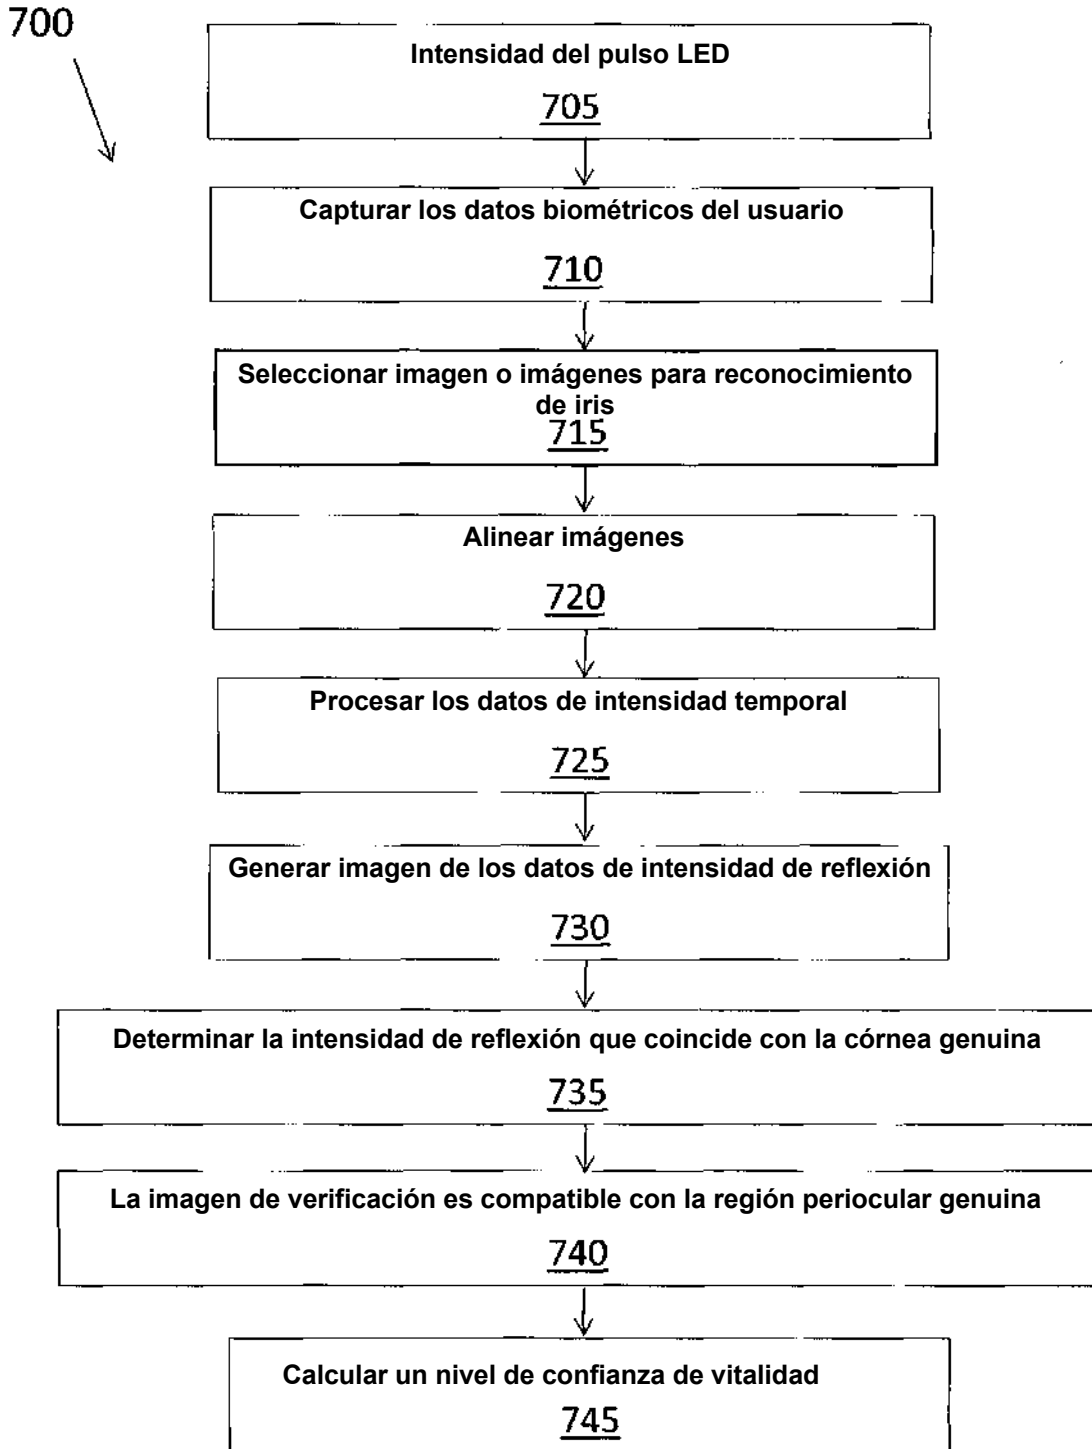 700
Intensidad del pulso LED
705
Capturar los datos biométricos del usuario
710
Seleccionar imagen o imágenes para reconocimiento
de iris
715
Alinear imágenes
720
Procesar los datos de intensidad temporal
725
Generar imagen de los datos de intensidad de reflexión
730
Determinar la intensidad de reflexión que coincide con la córnea genuina
735
La imagen de verificación es compatible con la región periocular genuina
740
Calcular un nivel de confianza de vitalidad
745